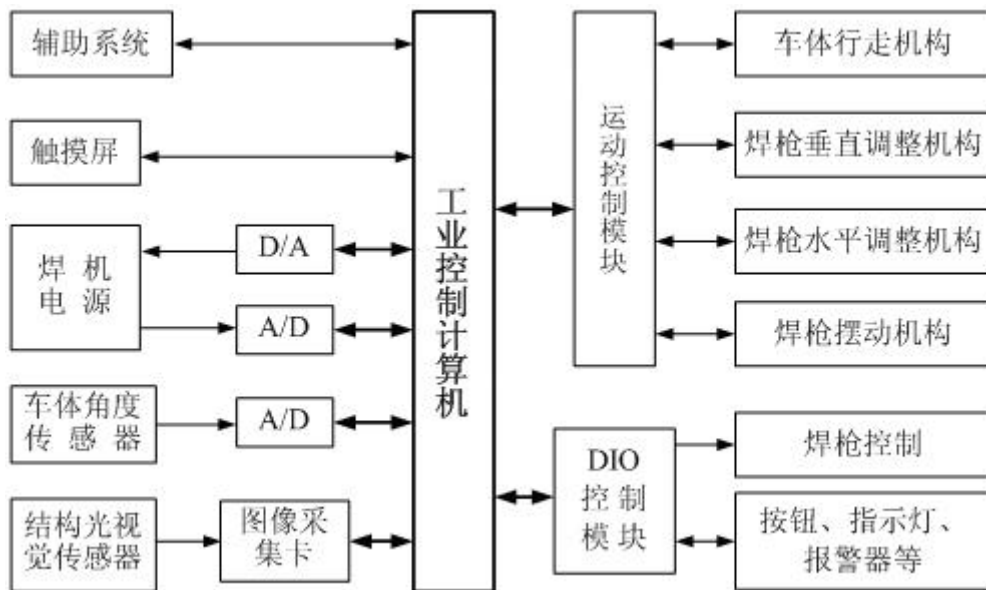 辅助系统
触摸屏
焊 机
电 源
D/A
A/D
车体角度
传 感 器
A/D
结构光视
觉传感器
图像采
集卡
工业控制计算机
运动控制模块
车体行走机构
焊枪垂直调整机构
焊枪水平调整机构
焊枪摆动机构
DIO
控 制
模 块
焊枪控制
按钮、指示灯、
报警器等